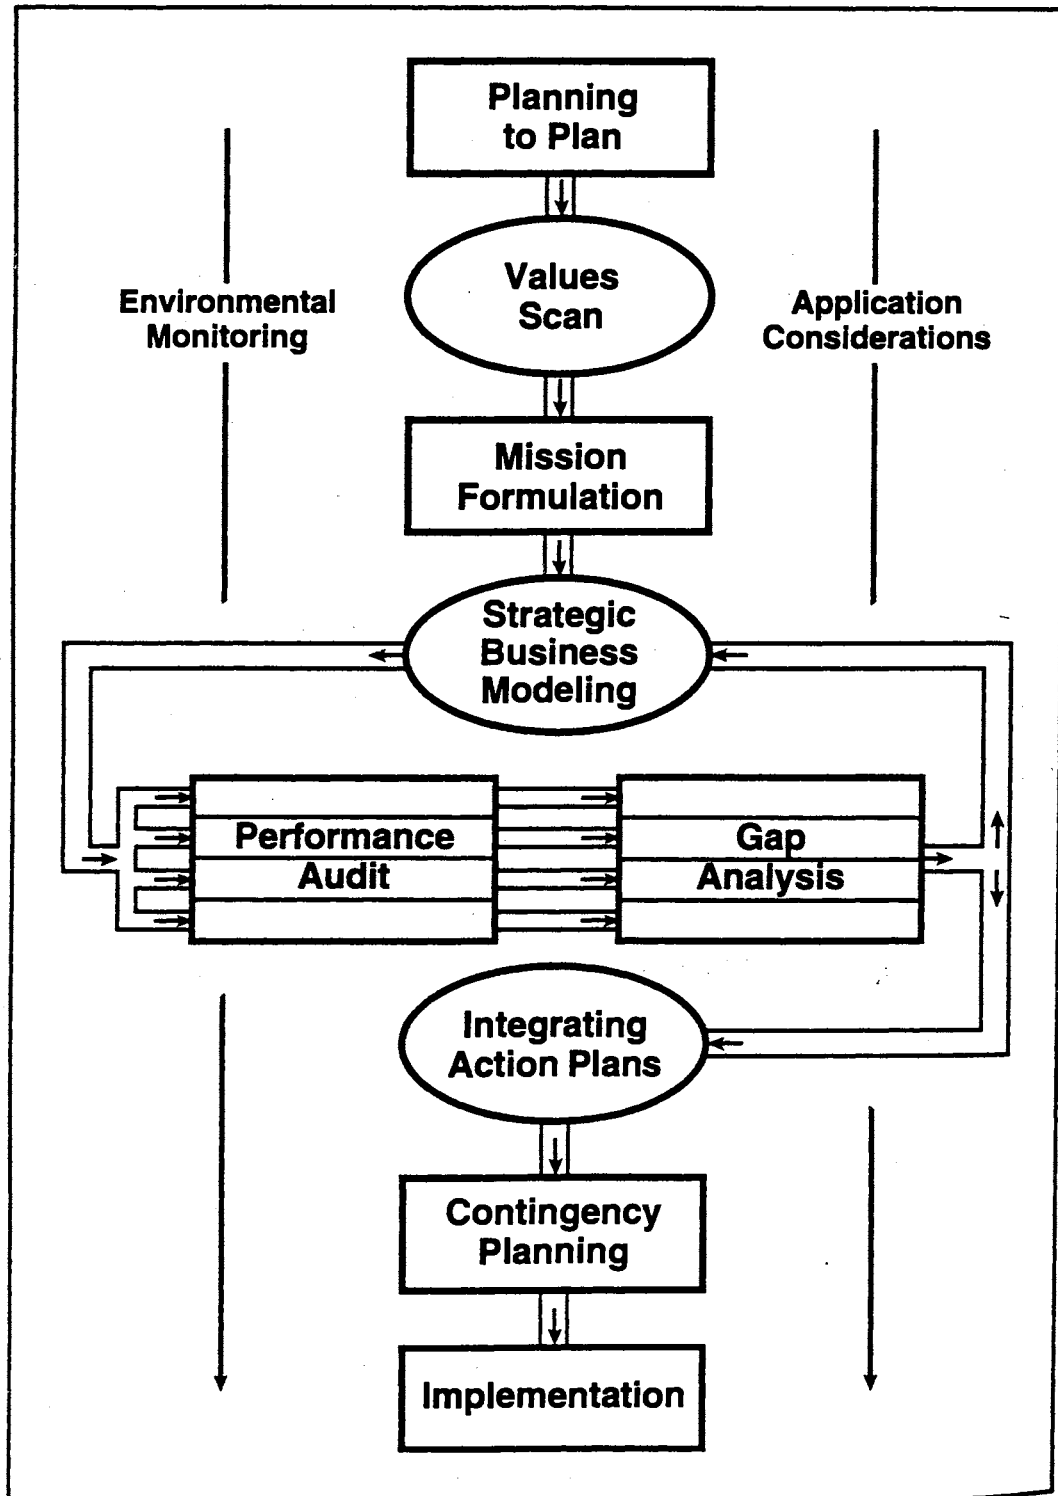 Planning
to Plan
Values
Scan
Environmental
Monitoring
Application
Considerations
Mission
Formulation
Strategic
Business
Modeling
Performance
Audit
Gap
Analysis
Integrating
Action Plans
Contingency
Planning
Implementation